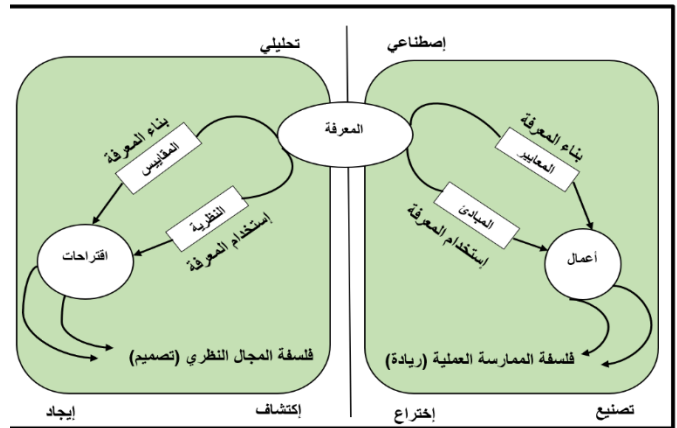 إصطناعي
تحليلي
المعرفة
بناء المعرفة
المعايير
المبادئ
إستخدام المعرفة
أعمال
فلسفة الممارسة العملية (ريادة)
بناء المعرفة
المقاييس
النظرية
إستخدام المعرفة
اقتراحات
فلسفة المجال النظري (تصميم)
تصنيع
إختراع
إكتشاف
إيجاد